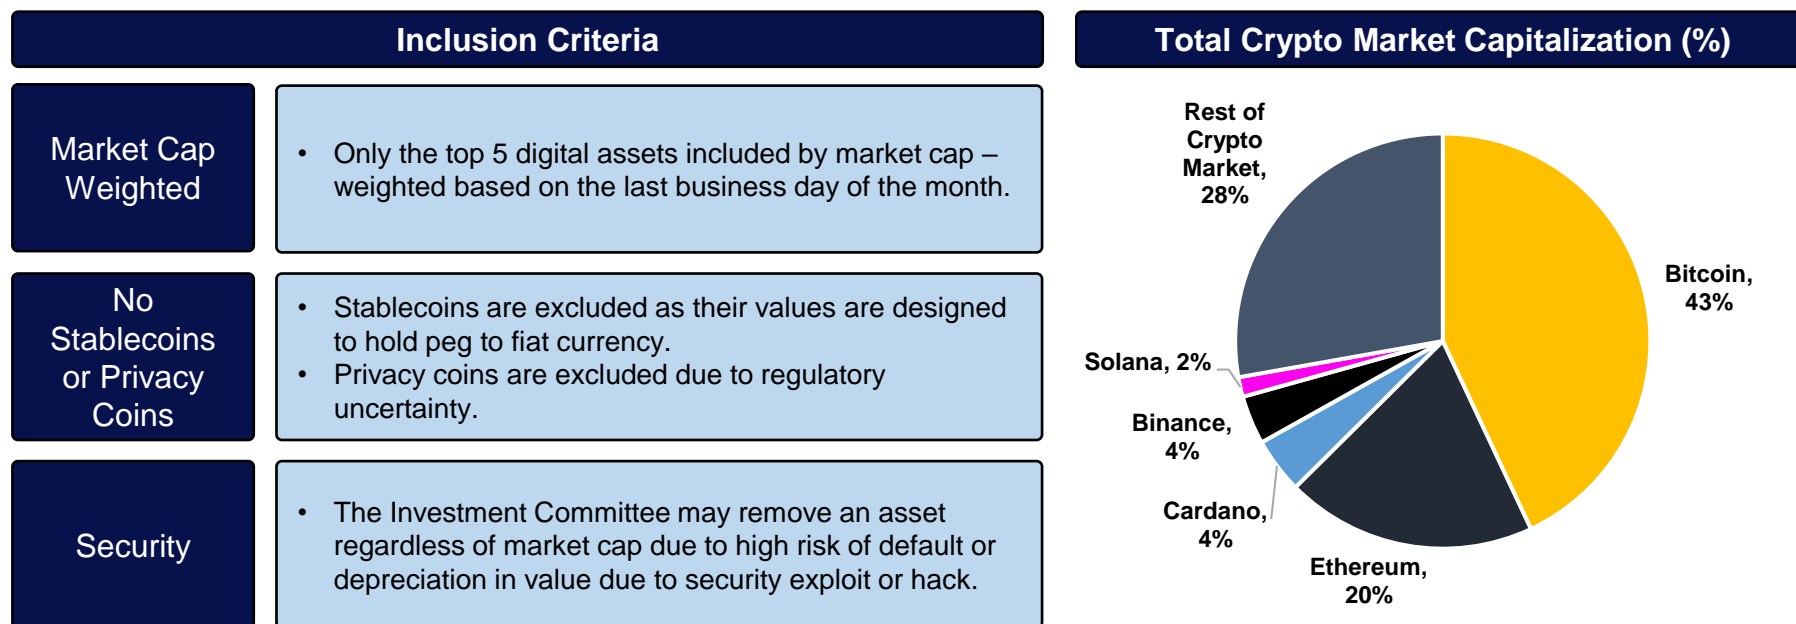 Inclusion Criteria
Market Cap
Weighted
• Only the top 5 digital assets included by market cap –
weighted based on the last business day of the month.
No
Stablecoins
or Privacy
Coins
• Stablecoins are excluded as their values are designed
to hold peg to fiat currency.
• Privacy coins are excluded due to regulatory
uncertainty.
Security
• The Investment Committee may remove an asset
regardless of market cap due to high risk of default or
depreciation in value due to security exploit or hack.
Total Crypto Market Capitalization (%)
Rest of
Crypto
Market,
28%
Bitcoin,
43%
Solana, 2%
Binance,
4%
Cardano,
4%
Ethereum,
20%